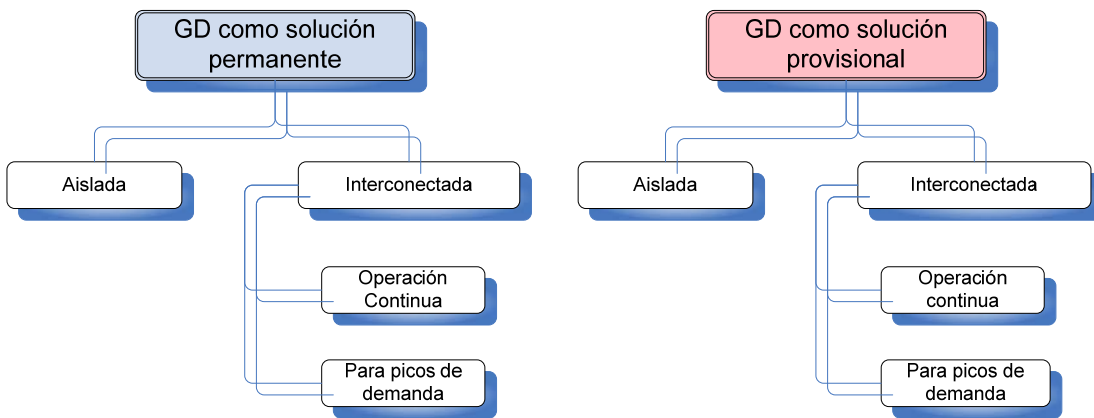 GD como solución
permanente
Aislada
Interconectada
Operación
Continua
Para picos de
demanda
GD como solución
provisional
Aislada
Interconectada
Operación
continua
Para picos de
demanda